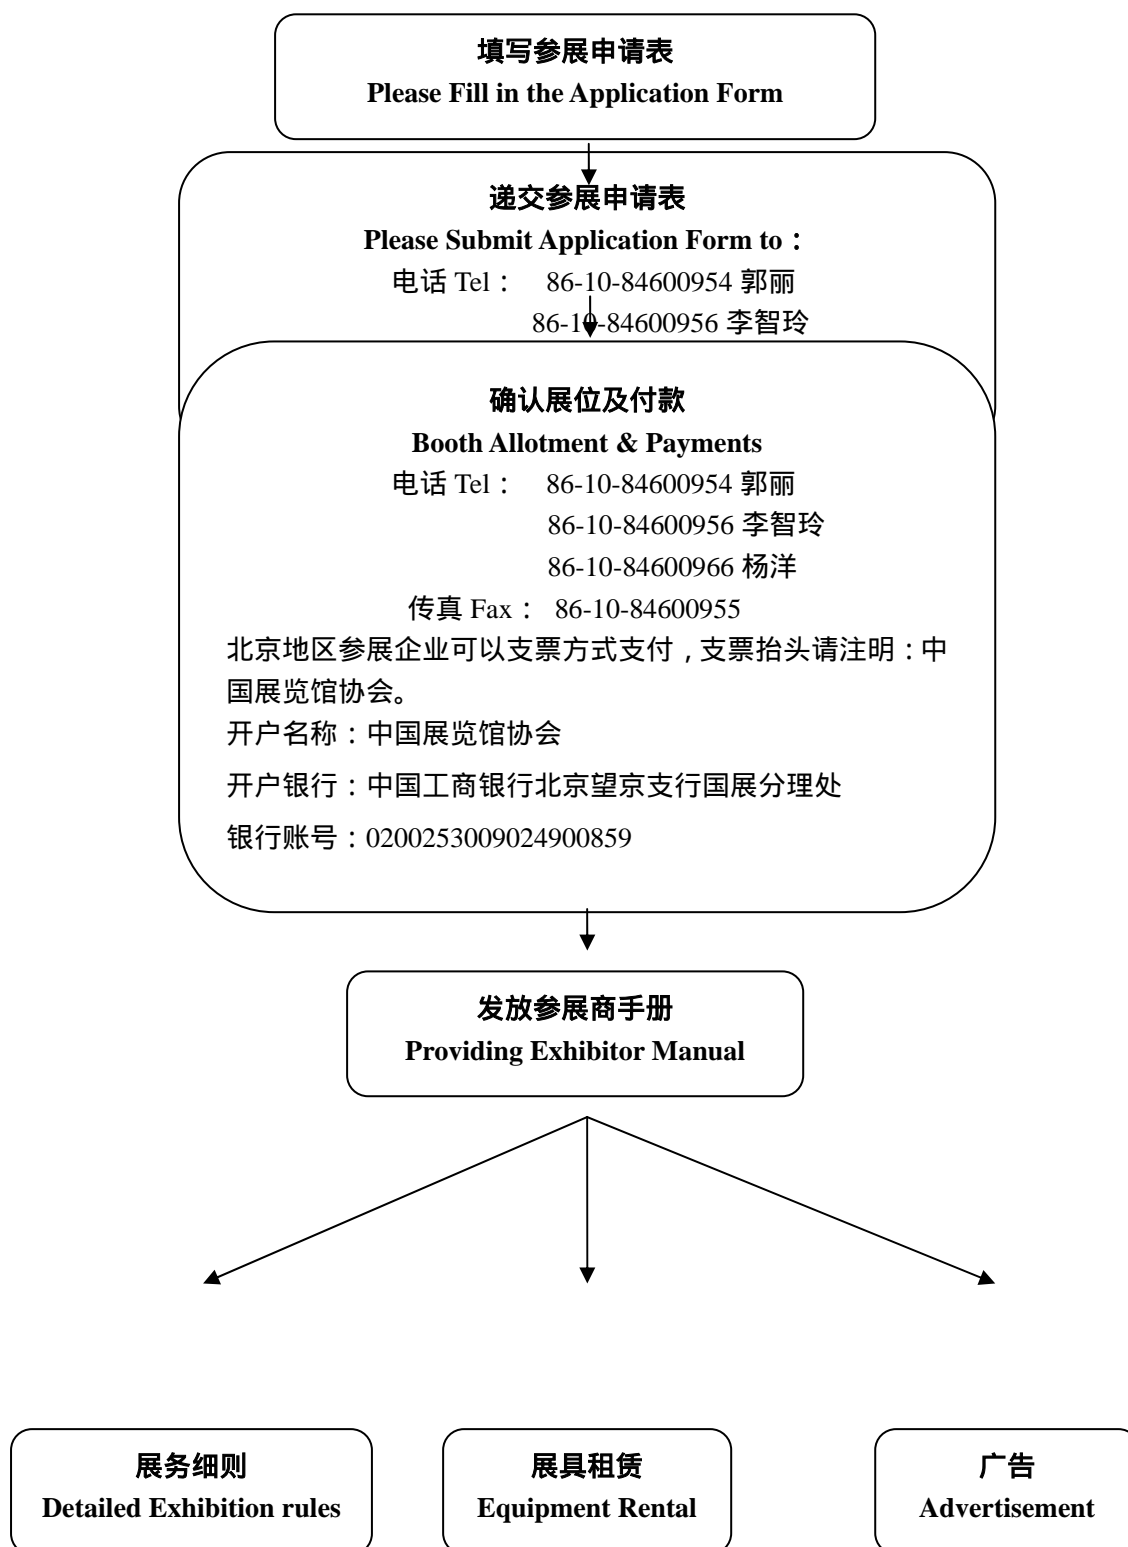 填写参展申请表
Please Fill in the Application Form
递交参展申请表
Please Submit Application Form to：
电话 Tel： 86-10-84600954 郭丽
86-10-84600956 李智玲
确认展位及付款
Booth Allotment & Payments
电话 Tel： 86-10-84600954 郭丽
86-10-84600956 李智玲
86-10-84600966 杨洋
传真 Fax： 86-10-84600955
北京地区参展企业可以支票方式支付，支票抬头请注明：中
国展览馆协会。
开户名称：中国展览馆协会
开户银行：中国工商银行北京望京支行国展分理处
银行账号：0200253009024900859
发放参展商手册
Providing Exhibitor Manual
展务细则
Detailed Exhibition rules
展具租赁
Equipment Rental
广告
Advertisement